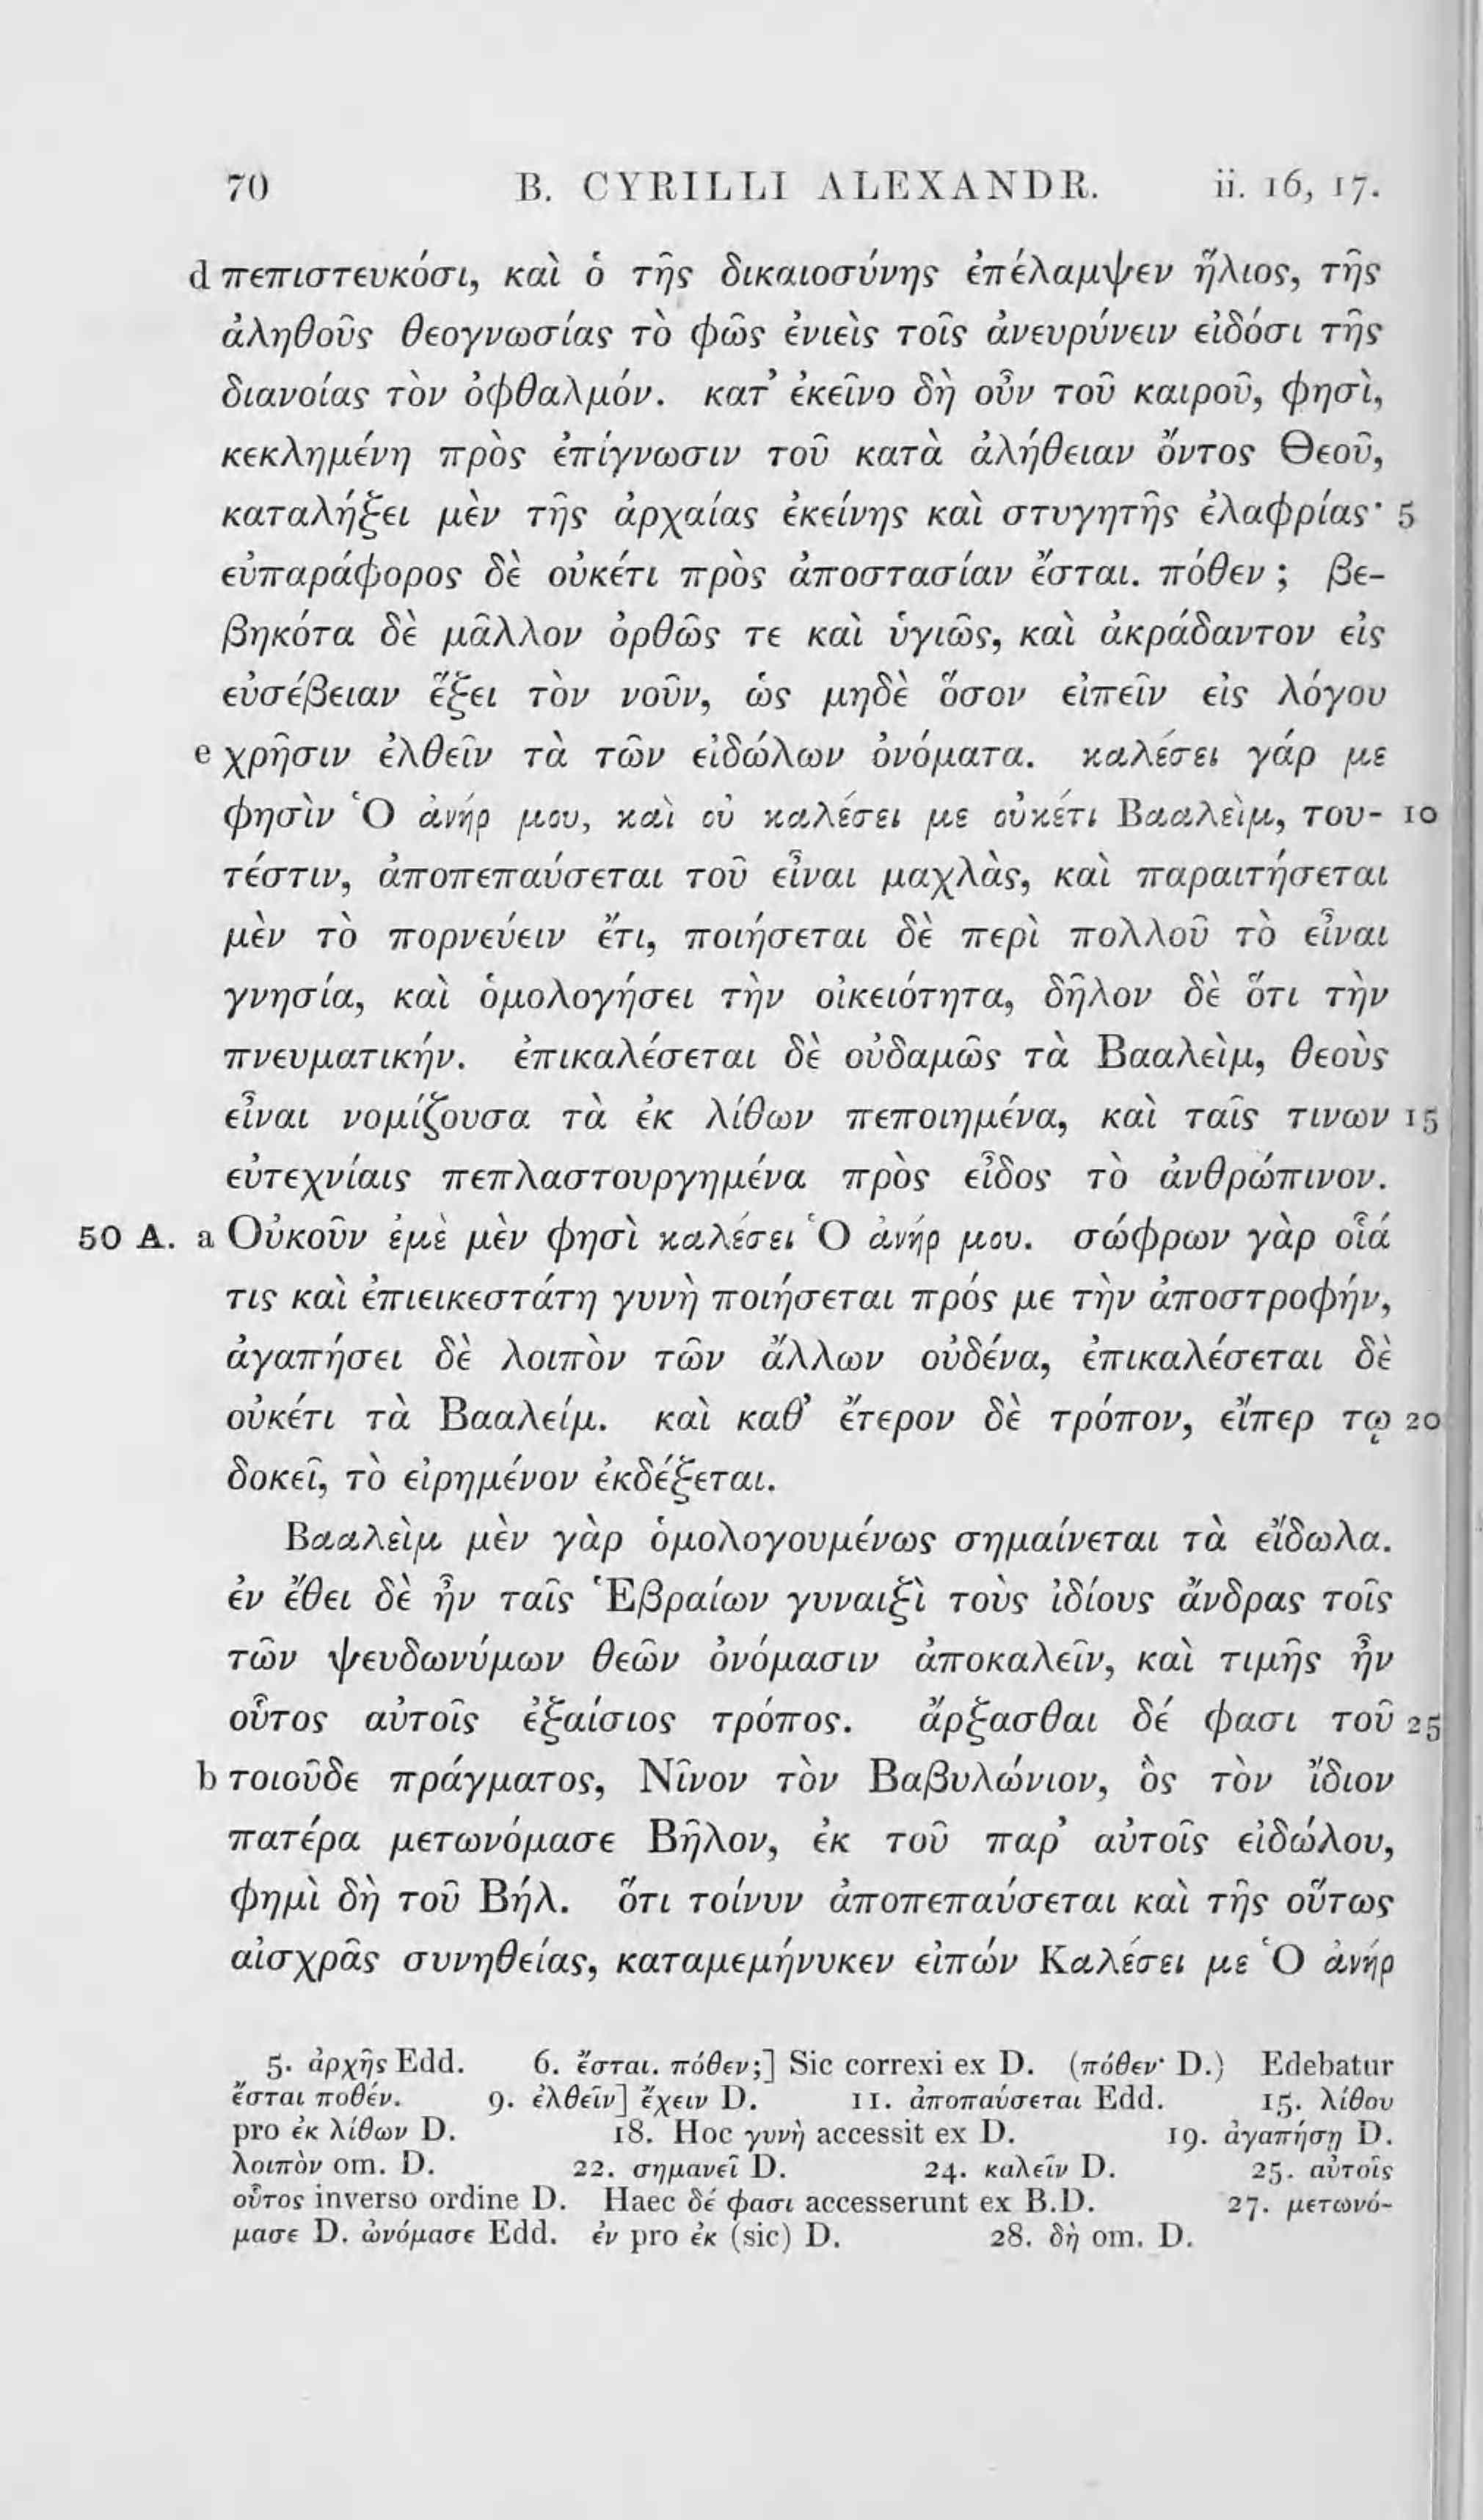 70 B. CYRILLI ALEXANDR. ii. 16, 17.
d πεπιστευκόσι, καὶ ὁ τῆς δικαιοσύνης ἐπέλαμψεν ἥλιος, τῆς
ἀληθοῦς θεογνωσίας τὸ φῶς ἐνιεὶς τοῖς ἀνευρύνειν εἰδόσι τῆς
διανοίας τὸν ὀφθαλμόν. κατ’ ἐκεῖνο δὴ οὖν τοῦ καιροῦ, φησὶ,
κεκλημένη πρὸς ἐπίγνωσιν τοῦ κατὰ ἀλήθειαν ὄντος Θεοῦ,
καταλήξει μὲν τῆς ἀρχαίας ἐκείνης καὶ στυγητῆς ἐλαφρίας· 5
εὐπαράφορος δὲ οὐκέτι πρὸς ἀποστασίαν ἔσται. πόθεν ; βε-
βηκότα δὲ μᾶλλον ὀρθῶς τε καὶ ὑγιῶς, καὶ ἀκράδαντον εἰς
εὐσέβειαν ἕξει τὸν νοῦν, ὡς μηδὲ ὅσον εἰπεῖν εἰς λόγου
e χρῆσιν ἐλθεῖν τὰ τῶν εἰδώλων ὀνόματα. καλέσει γάρ με
φησὶν Ὁ ἀνήρ μου, καὶ οὐ καλέσει με οὐκέτι Βααλεὶμ, του- 10
τέστιν, ἀποπεπαύσεται τοῦ εἶναι μαχλὰς, καὶ παραιτήσεται
μὲν τὸ πορνεύειν ἔτι, ποιήσεται δὲ περὶ πολλοῦ τὸ εἶναι
γνησία, καὶ ὁμολογήσει τὴν οἰκειότητα, δῆλον δὲ ὅτι τὴν
πνευματικήν. ἐπικαλέσεται δὲ οὐδαμῶς τὰ Βααλεὶμ, θεοὺς
εἶναι νομίζουσα τὰ ἐκ λίθων πεποιημένα, καὶ ταῖς τινων 15
εὐτεχνίαις πεπλαστουργημένα πρὸς εἶδος τὸ ἀνθρώπινον.
50 A. a Οὐκοῦν ἐμὲ μὲν φησὶ καλέσει Ὁ ἀνήρ μου. σώφρων γὰρ οἷά
τις καὶ ἐπιεικεστάτη γυνὴ ποιήσεται πρός με τὴν ἀποστροφήν,
ἀγαπήσει δὲ λοιπὸν τῶν ἄλλων οὐδένα, ἐπικαλέσεται δὲ
οὐκέτι τὰ Βααλείμ. καὶ καθ’ ἕτερον δὲ τρόπον, εἴπερ τῳ 20
δοκεῖ, τὸ εἰρημένον ἐκδέξεται.
Βααλεὶμ μὲν γὰρ ὁμολογουμένως σημαίνεται τὰ εἴδωλα.
ἐν ἔθει δὲ ἦν ταῖς Ἑβραίων γυναιξὶ τοὺς ἰδίους ἄνδρας τοῖς
τῶν ψευδωνύμων θεῶν ὀνόμασιν ἀποκαλεῖν, καὶ τιμῆς ἦν
οὗτος αὐτοῖς ἐξαίσιος τρόπος. ἄρξασθαι δέ φασι τοῦ 25
b τοιοῦδε πράγματος, Νῖνον τὸν Βαβυλώνιον, ὃς τὸν ἴδιον
πατέρα μετωνόμασε Βῆλον, ἐκ τοῦ παρ’ αὐτοῖς εἰδώλου,
φημὶ δὴ τοῦ Βήλ. ὅτι τοίνυν ἀποπεπαύσεται καὶ τῆς οὕτως
αἰσχρᾶς συνηθείας, καταμεμήνυκεν εἰπών Καλέσει με Ὁ ἀνήρ
5. ἀρχῆς Edd. 6. ἔσται. πόθεν;] Sic correxi ex D. (πόθεν· D.) Edebatur
ἔσται ποθέν. 9. ἐλθεῖν] ἔχειν D. 11. ἀποπαύσεται Edd. 15. λίθου
pro ἐκ λίθων D. 18. Hoc γυνὴ accessit ex D. 19. ἀγαπήσῃ D.
λοιπὸν om. D. 22. σημανεῖ D. 24. καλεῖν D. 25. αὐτοῖς
οὗτος inverso ordine D. Haec δέ φασι accesserunt ex B.D. 27. μετωνό-
μασε D. ὠνόμασε Edd. ἐν pro ἐκ (sic) D. 28. δὴ om. D.